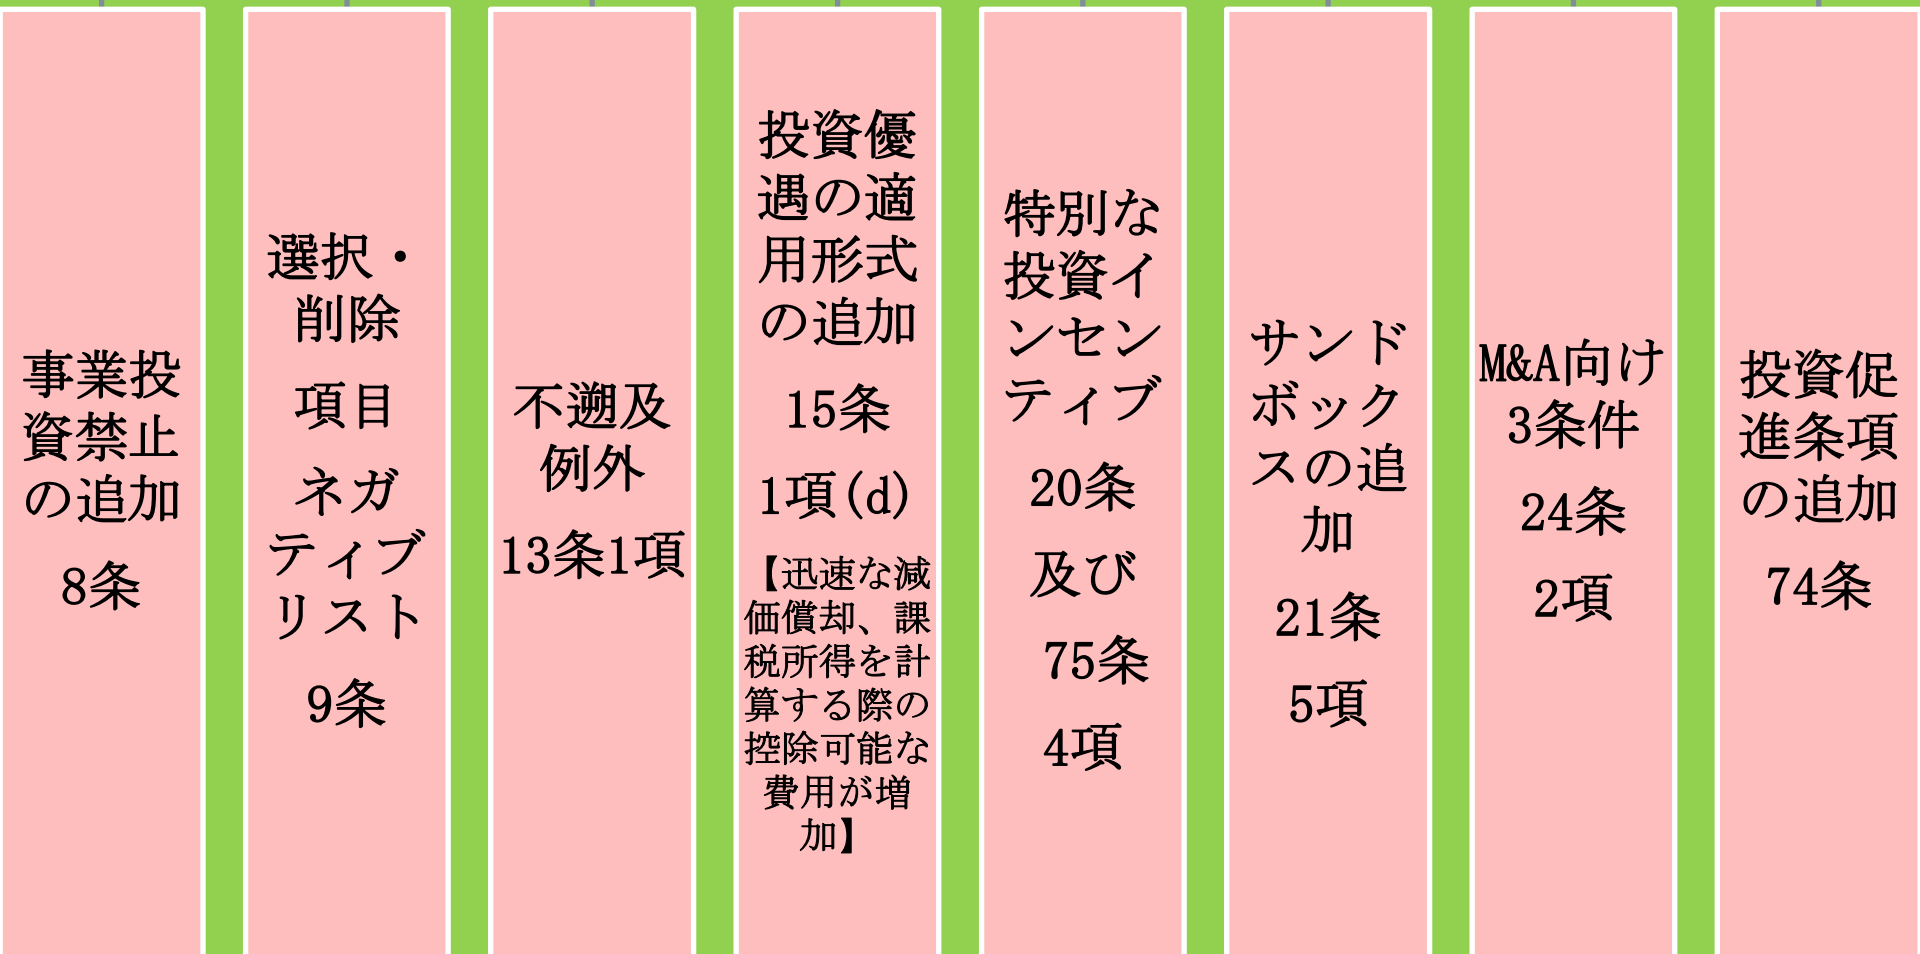 事業投
資禁止
の追加
8条
選択・
削除
項目
ネガ
ティブ
リスト
9条
不遡及
例外
13条1項
投資優
遇の適
用形式
の追加
15条
1項(d)
【迅速な減
価償却、課
税所得を計
算する際の
控除可能な
費用が増
加】
特別な
投資イ
ンセン
ティブ
20条
及び
75条
4項
サンド
ボック
スの追
加
21条
5項
M&A向け
3条件
24条
2項
投資促
進条項
の追加
74条